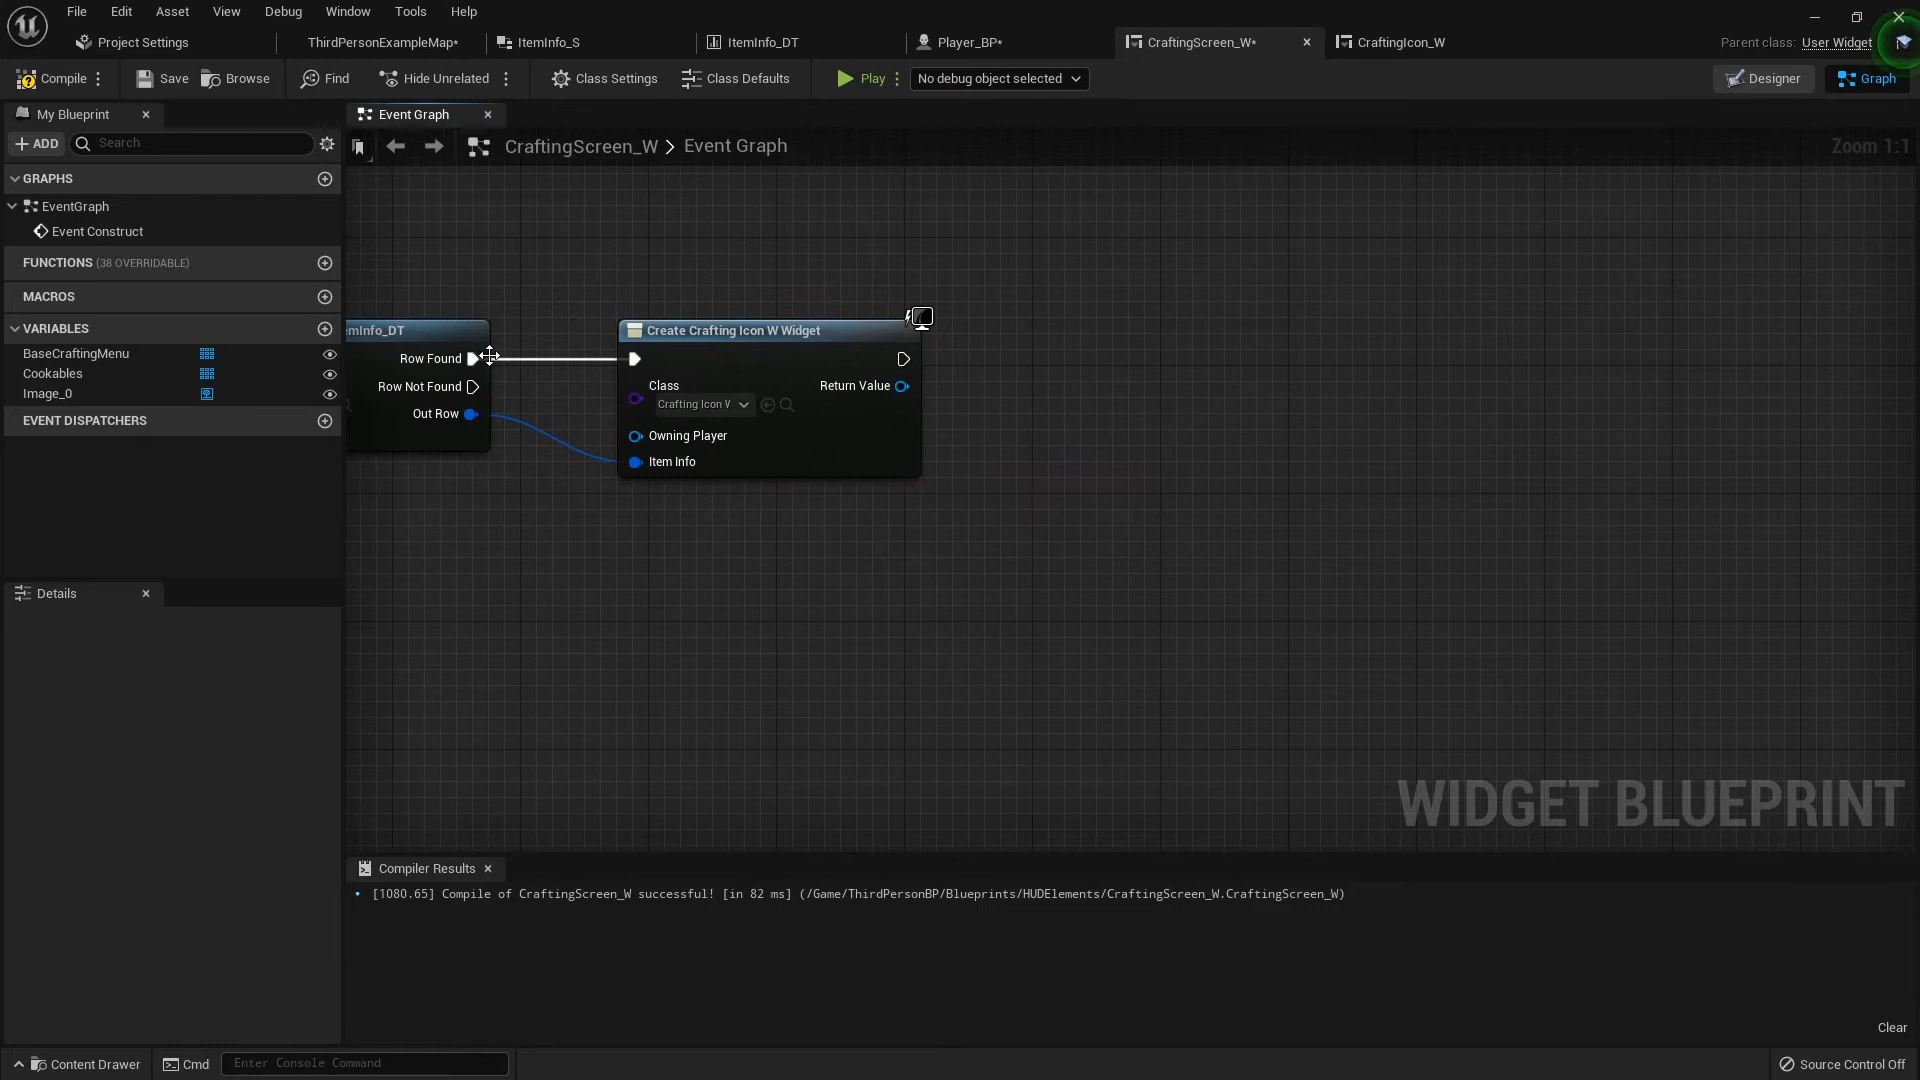 File Edit Asset View Debug Window Tools Help
Project Settings ThirdPersonExampleMap* ItemInfo_S ItemInfo_DT Player_BP* CraftingScreen_W* CraftingIcon_W Parent class: User Widget
Compile Save Browse Find Hide Unrelated Class Settings Class Defaults Play No debug object selected Designer Graph
My Blueprint Event Graph
ADD Search CraftingScreen_W > Event Graph Zoom 1:1
GRAPHS
EventGraph
Event Construct
FUNCTIONS (38 OVERRIDABLE)
MACROS
VARIABLES
BaseCraftingMenu
Cookables
Image_0
EVENT DISPATCHERS
emInfo_DT
Row Found
Row Not Found
Out Row
Create Crafting Icon W Widget
Class Return Value
Crafting Icon W
Owning Player
Item Info
Details
WIDGET BLUEPRINT
Compiler Results
• [1080.65] Compile of CraftingScreen_W successful! [in 82 ms] (/Game/ThirdPersonBP/Blueprints/HUDElements/CraftingScreen_W.CraftingScreen_W)
Clear
Content Drawer Cmd Enter Console Command Source Control Off